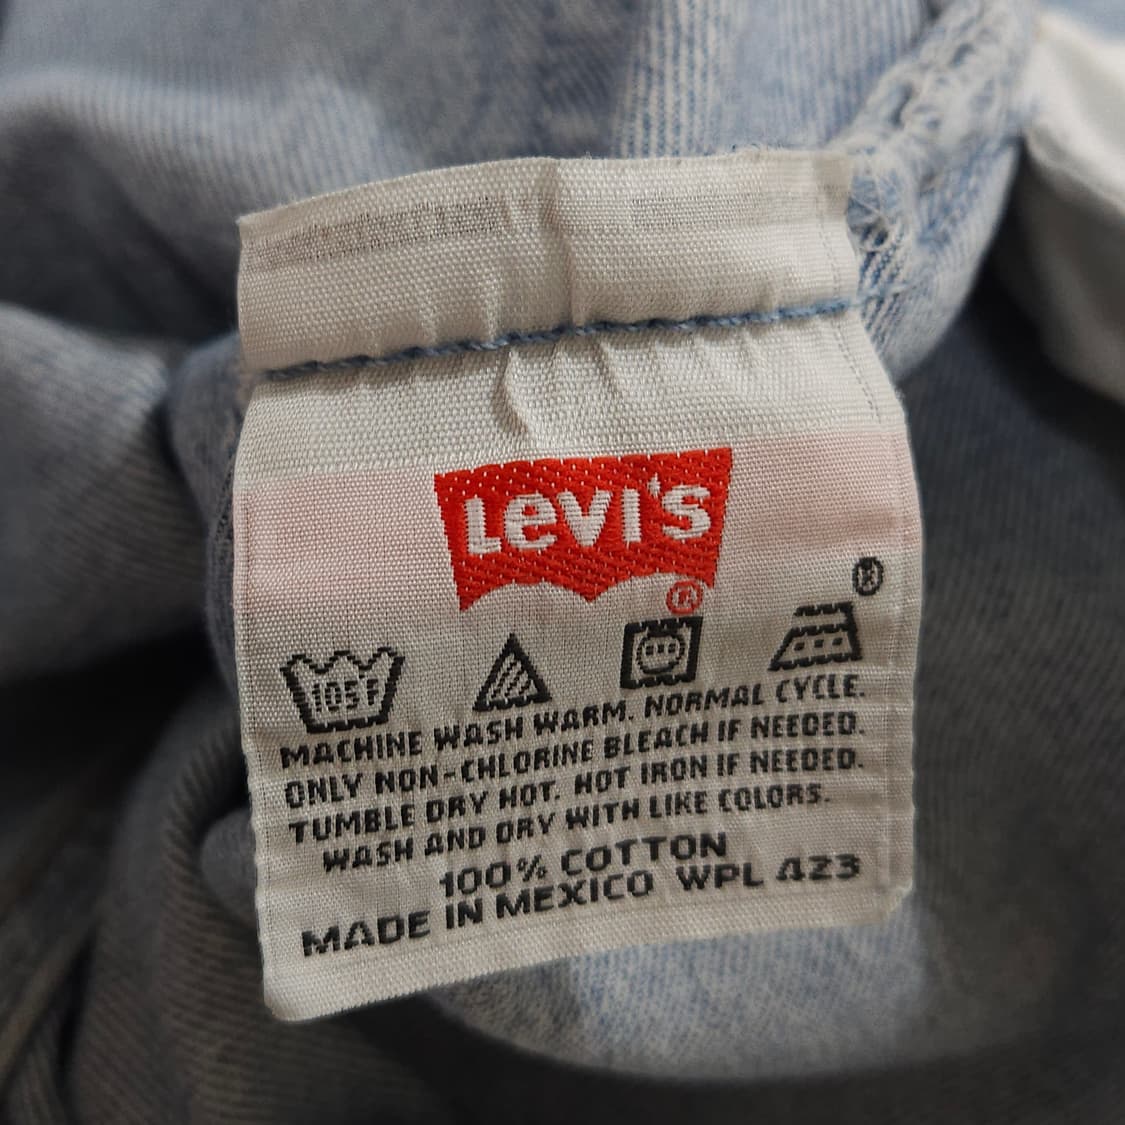 Levi's
®
®
105F
MACHINE WASH WARM. NORMAL CYCLE.
ONLY NON-CHLORINE BLEACH IF NEEDED.
TUMBLE DRY HOT. HOT IRON IF NEEDED.
WASH AND DRY WITH LIKE COLORS.
100% COTTON
MADE IN MEXICO WPL 423